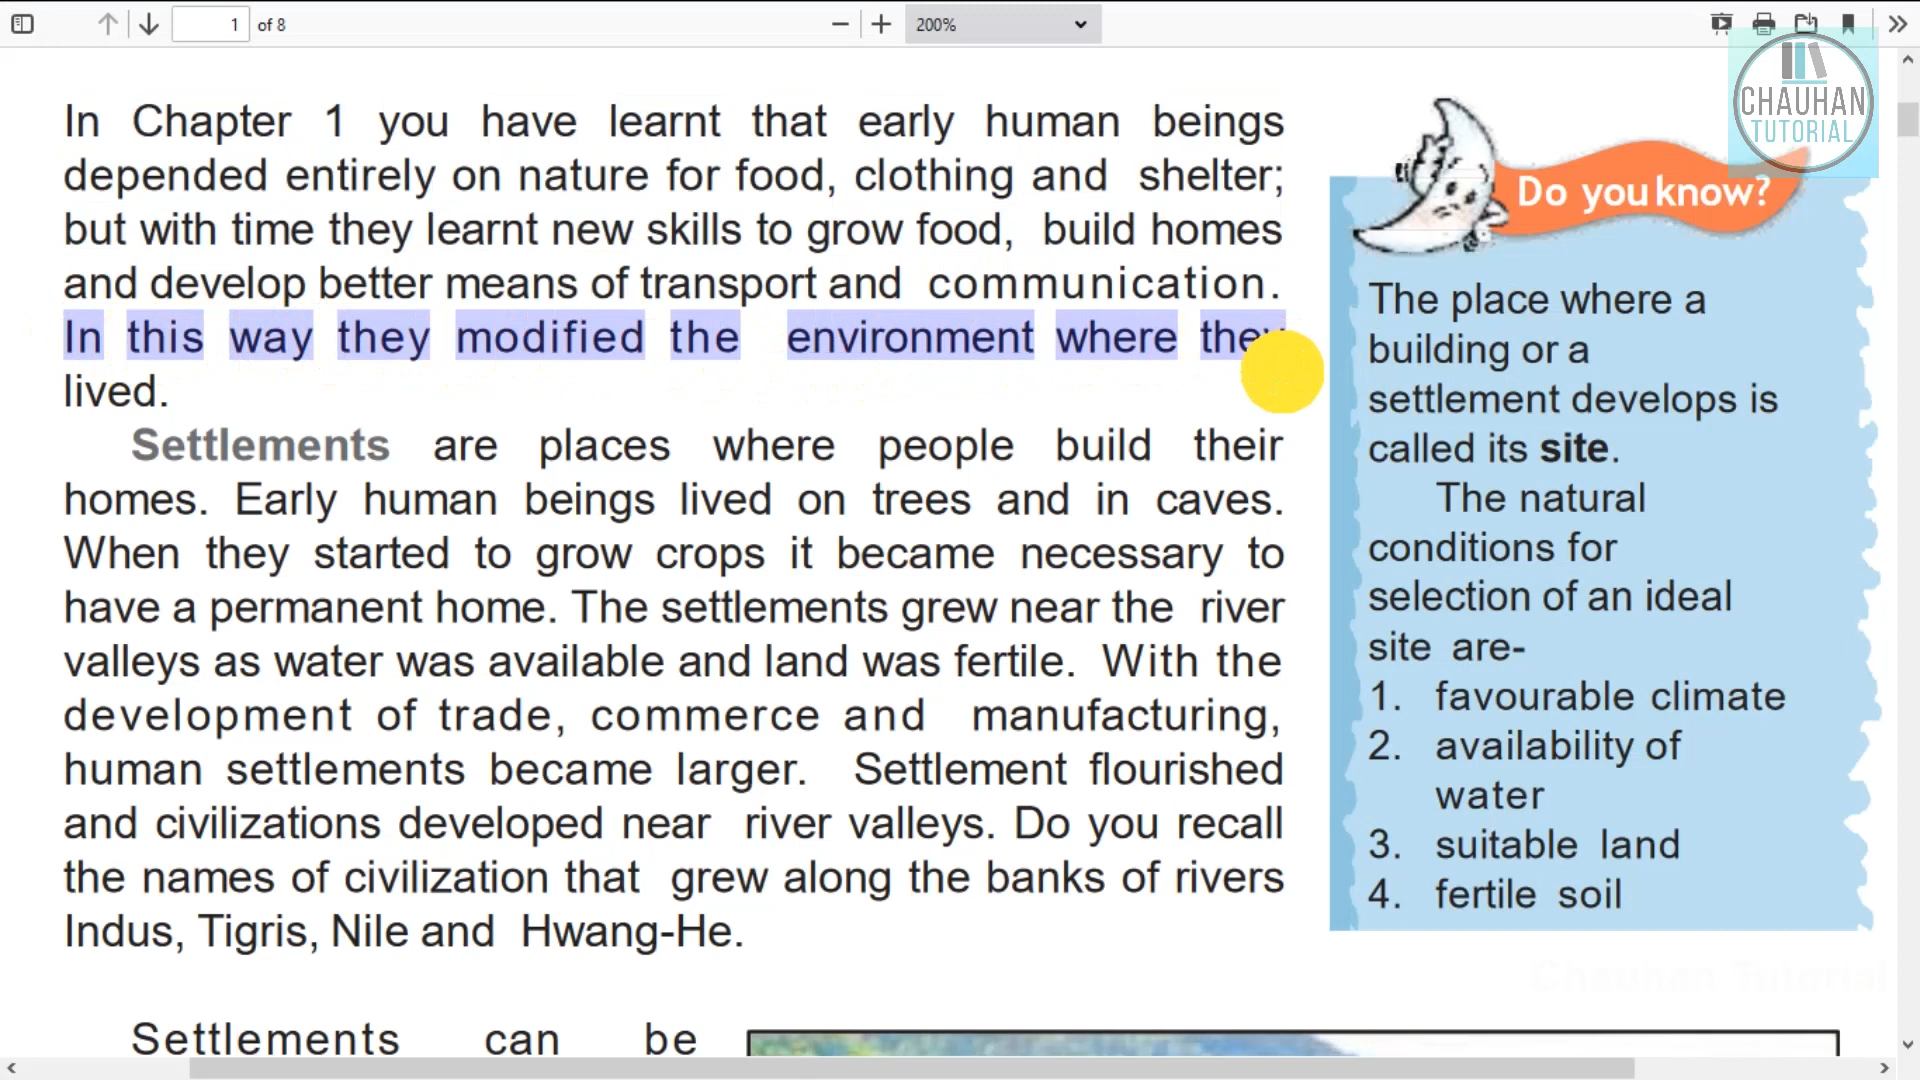 1 of 8
200%
CHAUHAN
TUTORIAL
In Chapter 1 you have learnt that early human beings
depended entirely on nature for food, clothing and shelter;
but with time they learnt new skills to grow food, build homes
and develop better means of transport and communication.
In this way they modified the environment where they
lived.
Settlements are places where people build their
homes. Early human beings lived on trees and in caves.
When they started to grow crops it became necessary to
have a permanent home. The settlements grew near the river
valleys as water was available and land was fertile. With the
development of trade, commerce and manufacturing,
human settlements became larger. Settlement flourished
and civilizations developed near river valleys. Do you recall
the names of civilization that grew along the banks of rivers
Indus, Tigris, Nile and Hwang-He.
Settlements can be
Do you know?
The place where a
building or a
settlement develops is
called its site.
The natural
conditions for
selection of an ideal
site are-
1. favourable climate
2. availability of
water
3. suitable land
4. fertile soil
Chauhan Tutorial